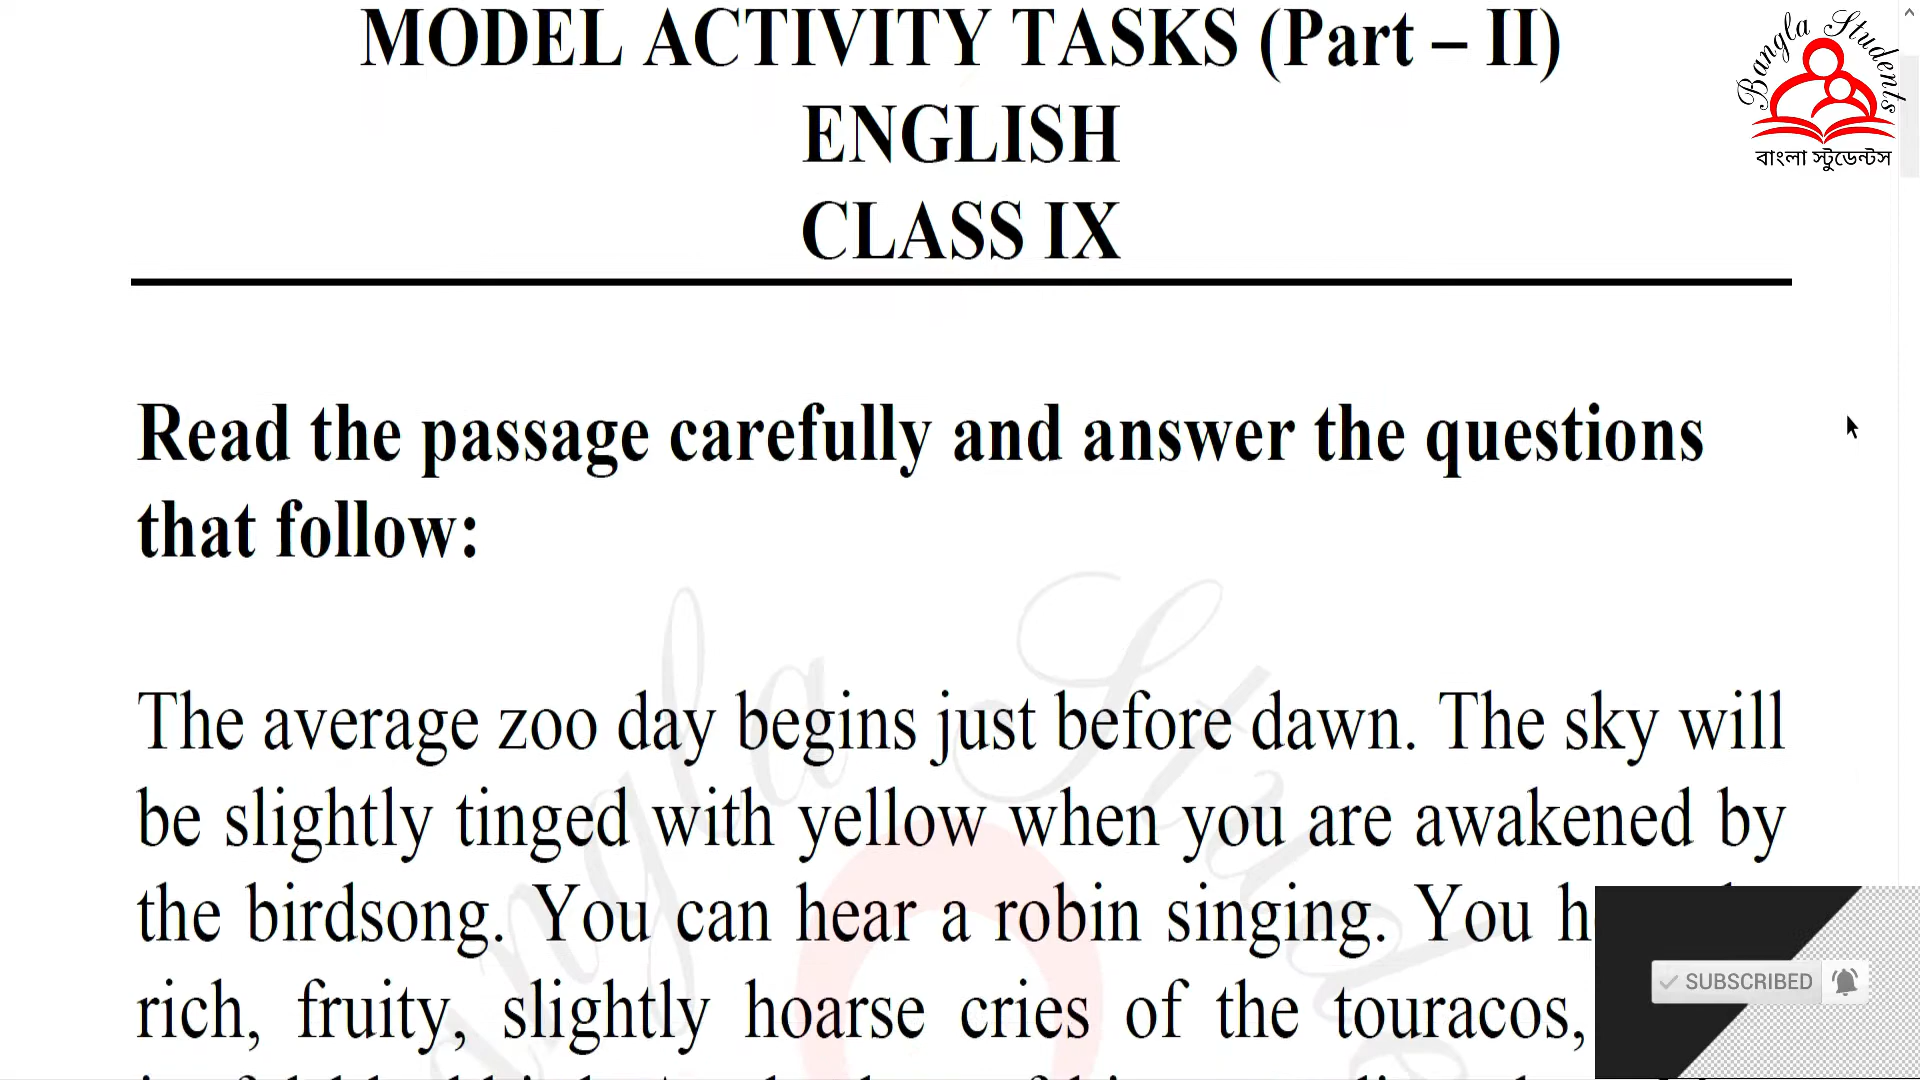 MODEL ACTIVITY TASKS (Part – II)
Bangla Students
ENGLISH
বাংলা স্টুডেন্টস
CLASS IX
Read the passage carefully and answer the questions
that follow:
The average zoo day begins just before dawn. The sky will
be slightly tinged with yellow when you are awakened by
the birdsong. You can hear a robin singing. You
rich, fruity, slightly hoarse cries of the touracos,
SUBSCRIBED